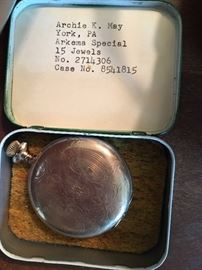 Archie K. May
York, PA
Arkema Special
15 Jewels
No. 2714306
Case No. 8541815